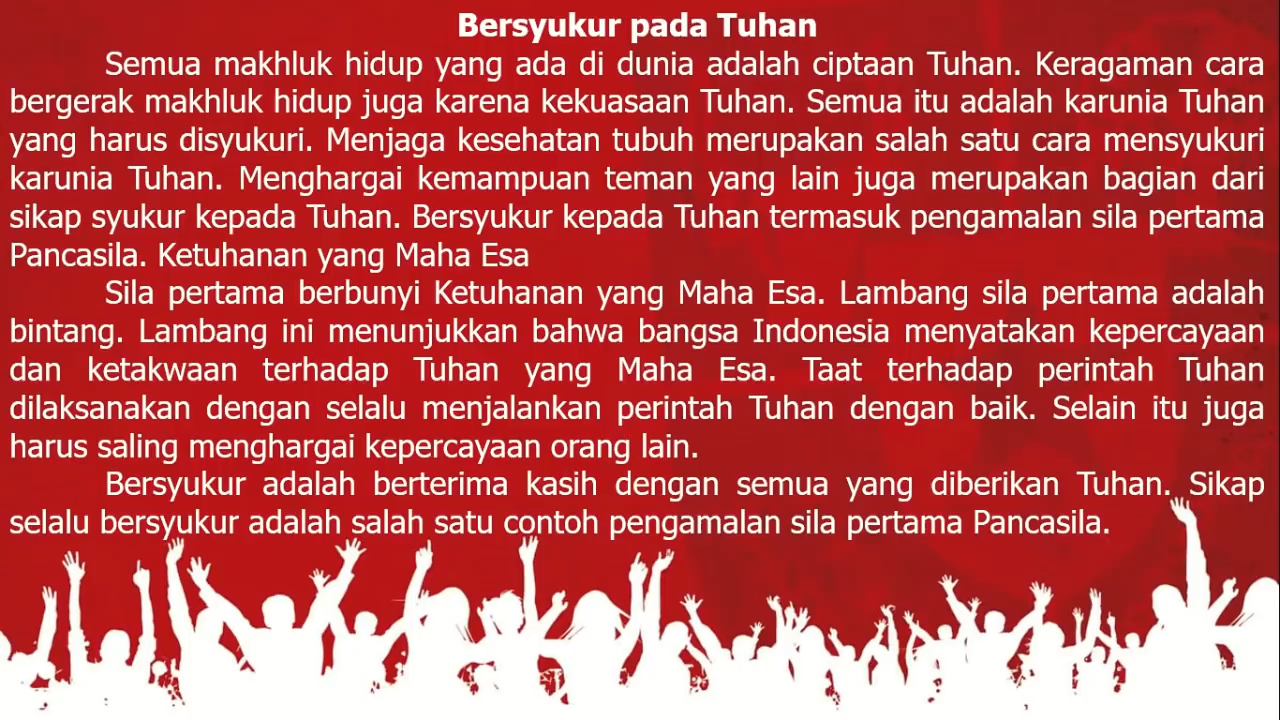 Bersyukur pada Tuhan
Semua makhluk hidup yang ada di dunia adalah ciptaan Tuhan. Keragaman cara
bergerak makhluk hidup juga karena kekuasaan Tuhan. Semua itu adalah karunia Tuhan
yang harus disyukuri. Menjaga kesehatan tubuh merupakan salah satu cara mensyukuri
karunia Tuhan. Menghargai kemampuan teman yang lain juga merupakan bagian dari
sikap syukur kepada Tuhan. Bersyukur kepada Tuhan termasuk pengamalan sila pertama
Pancasila. Ketuhanan yang Maha Esa
Sila pertama berbunyi Ketuhanan yang Maha Esa. Lambang sila pertama adalah
bintang. Lambang ini menunjukkan bahwa bangsa Indonesia menyatakan kepercayaan
dan ketakwaan terhadap Tuhan yang Maha Esa. Taat terhadap perintah Tuhan
dilaksanakan dengan selalu menjalankan perintah Tuhan dengan baik. Selain itu juga
harus saling menghargai kepercayaan orang lain.
Bersyukur adalah berterima kasih dengan semua yang diberikan Tuhan. Sikap
selalu bersyukur adalah salah satu contoh pengamalan sila pertama Pancasila.